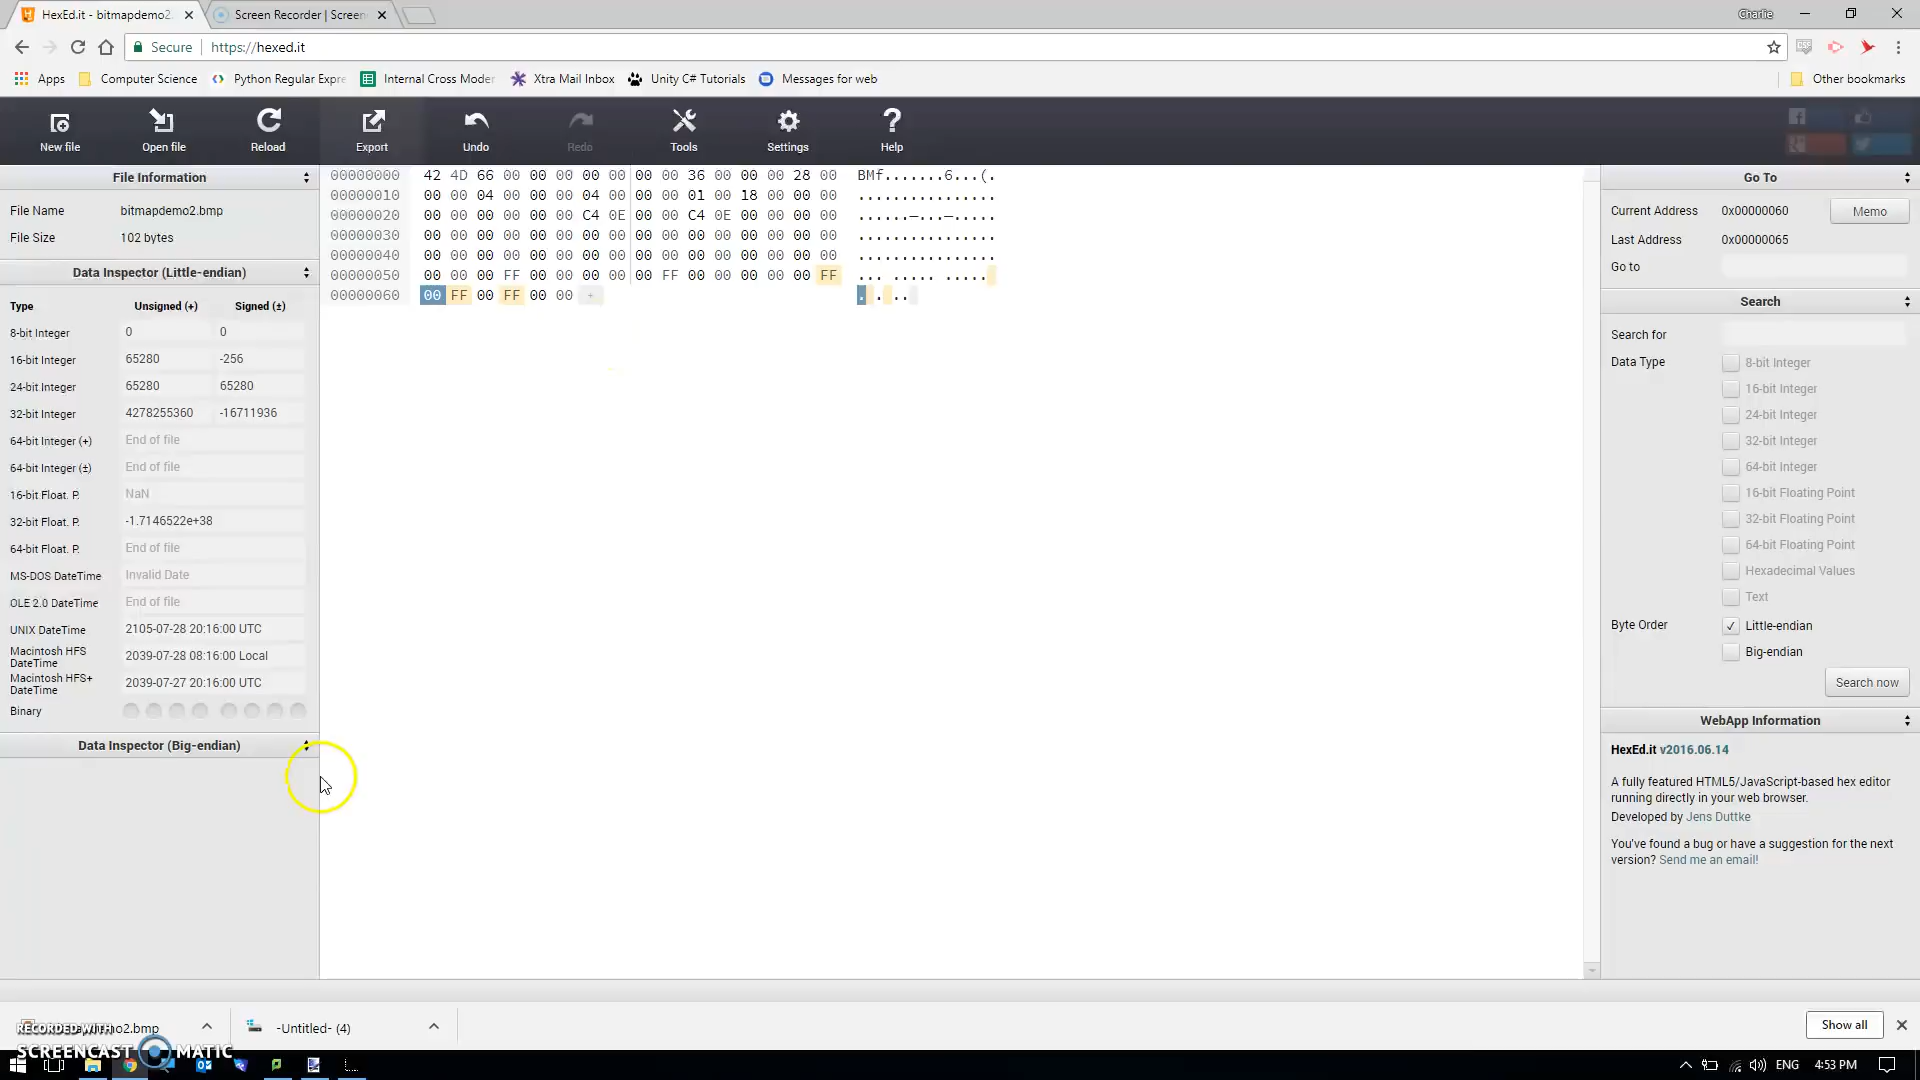 HexEd.it - bitmapdemo2
Screen Recorder | Screen
Charlie
Secure https://hexed.it
Apps Computer Science Python Regular Expre Internal Cross Moder Xtra Mail Inbox Unity C# Tutorials Messages for web Other bookmarks
New file Open file Reload Export Undo Redo Tools Settings Help
File Information
File Name bitmapdemo2.bmp
File Size 102 bytes
Data Inspector (Little-endian)
Type Unsigned (+) Signed (±)
8-bit Integer 0 0
16-bit Integer 65280 -256
24-bit Integer 65280 65280
32-bit Integer 4278255360 -16711936
64-bit Integer (+) End of file
64-bit Integer (±) End of file
16-bit Float. P. NaN
32-bit Float. P. -1.7146522e+38
64-bit Float. P. End of file
MS-DOS DateTime Invalid Date
OLE 2.0 DateTime End of file
UNIX DateTime 2105-07-28 20:16:00 UTC
Macintosh HFS DateTime 2039-07-28 08:16:00 Local
Macintosh HFS+ DateTime 2039-07-27 20:16:00 UTC
Binary
Data Inspector (Big-endian)
00000000 42 4D 66 00 00 00 00 00 00 00 36 00 00 00 28 00 BMf.......6...(.
00000010 00 00 04 00 00 00 04 00 00 00 01 00 18 00 00 00 ................
00000020 00 00 00 00 00 00 C4 0E 00 00 C4 0E 00 00 00 00 ......─...─.....
00000030 00 00 00 00 00 00 00 00 00 00 00 00 00 00 00 00 ................
00000040 00 00 00 00 00 00 00 00 00 00 00 00 00 00 00 00 ................
00000050 00 00 00 FF 00 00 00 00 00 FF 00 00 00 00 00 FF ... ..... .....
00000060 00 FF 00 FF 00 00 + . . ..
Go To
Current Address 0x00000060 Memo
Last Address 0x00000065
Go to
Search
Search for
Data Type 8-bit Integer
16-bit Integer
24-bit Integer
32-bit Integer
64-bit Integer
16-bit Floating Point
32-bit Floating Point
64-bit Floating Point
Hexadecimal Values
Text
Byte Order Little-endian
Big-endian
Search now
WebApp Information
HexEd.it v2016.06.14
A fully featured HTML5/JavaScript-based hex editor
running directly in your web browser.
Developed by Jens Duttke
You've found a bug or have a suggestion for the next
version? Send me an email!
-Untitled- (4)
Show all
RECORDED WITH
SCREENCAST MATIC
ENG 4:53 PM